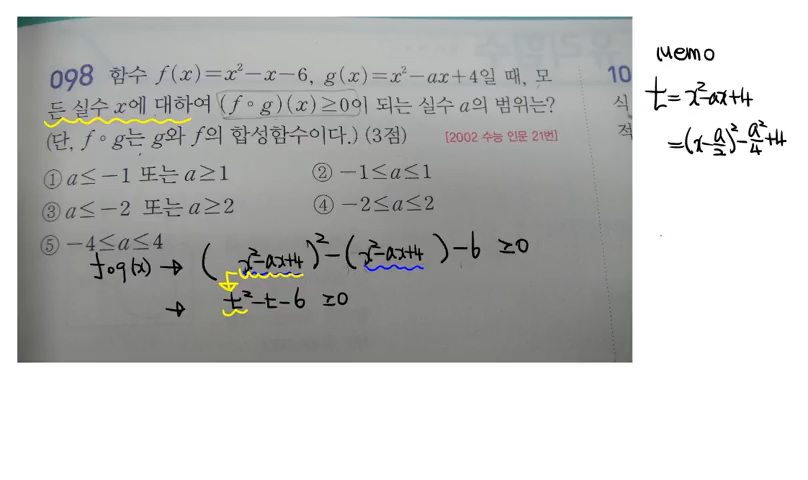 098 함수 f(x)=x²-x-6, g(x)=x²-ax+4일 때, 모
든 실수 x에 대하여 (f∘g)(x)≥0이 되는 실수 a의 범위는?
(단, f∘g는 g와 f의 합성함수이다.) (3점) [2002 수능 인문 21번]
① a≤-1 또는 a≥1 ② -1≤a≤1
③ a≤-2 또는 a≥2 ④ -2≤a≤2
⑤ -4≤a≤4
fog(x) → (x²-ax+4)²-(x²-ax+4)-6 ≥0
→ t²-t-6 ≥0
10
식
적
Memo
t=x²-ax+4
=(x-a/2)²-a²/4+4